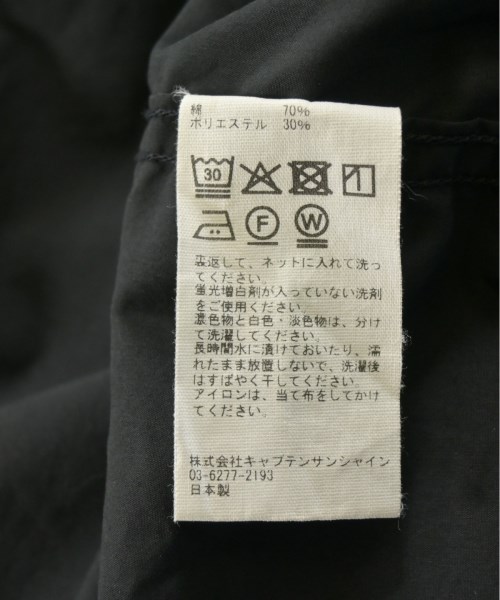 綿 70%
ポリエステル 30%
30
F W
裏返して、ネットに入れて洗っ
てください。
蛍光増白剤が入っていない洗剤
をご使用ください。
濃色物と白色・淡色物は、分け
て洗濯してください。
長時間水に漬けておいたり、濡
れたまま放置しないで、洗濯後
はすばやく干してください。
アイロンは、当て布をしてかけ
てください。
株式会社キャプテンサンシャイン
03-6277-2193
日本製